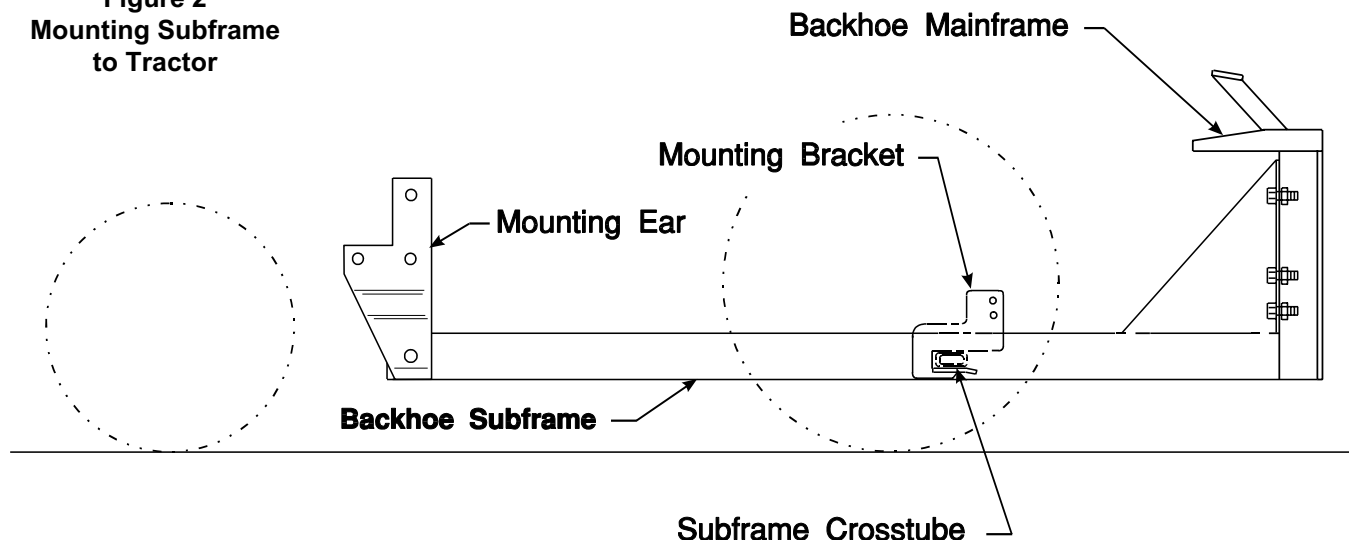 Figure 2
Mounting Subframe
to Tractor
Backhoe Mainframe
Mounting Bracket
Mounting Ear
Backhoe Subframe
Subframe Crosstube